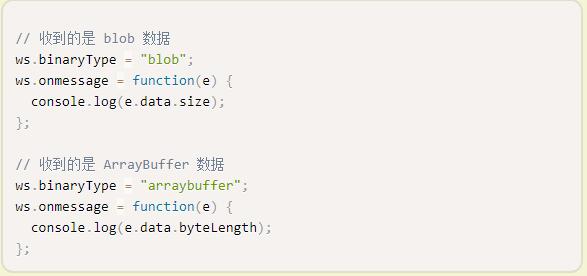 // 收到的是 blob 数据
ws.binaryType = "blob";
ws.onmessage = function(e) {
  console.log(e.data.size);
};

// 收到的是 ArrayBuffer 数据
ws.binaryType = "arraybuffer";
ws.onmessage = function(e) {
  console.log(e.data.byteLength);
};